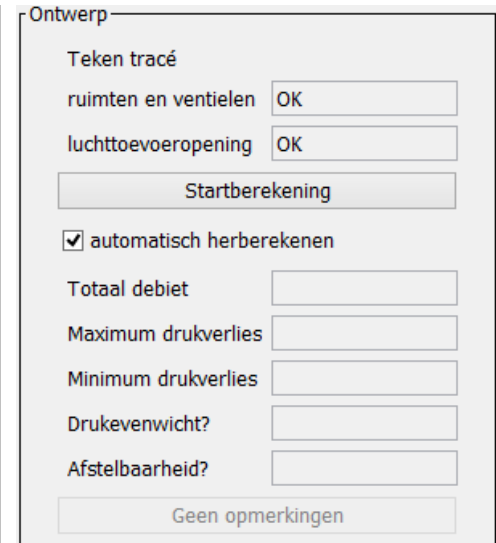 Ontwerp
Teken tracé
ruimten en ventielen OK
luchttoevoeropening OK
Startberekening
automatisch herberekenen
Totaal debiet
Maximum drukverlies
Minimum drukverlies
Drukevenwicht?
Afstelbaarheid?
Geen opmerkingen